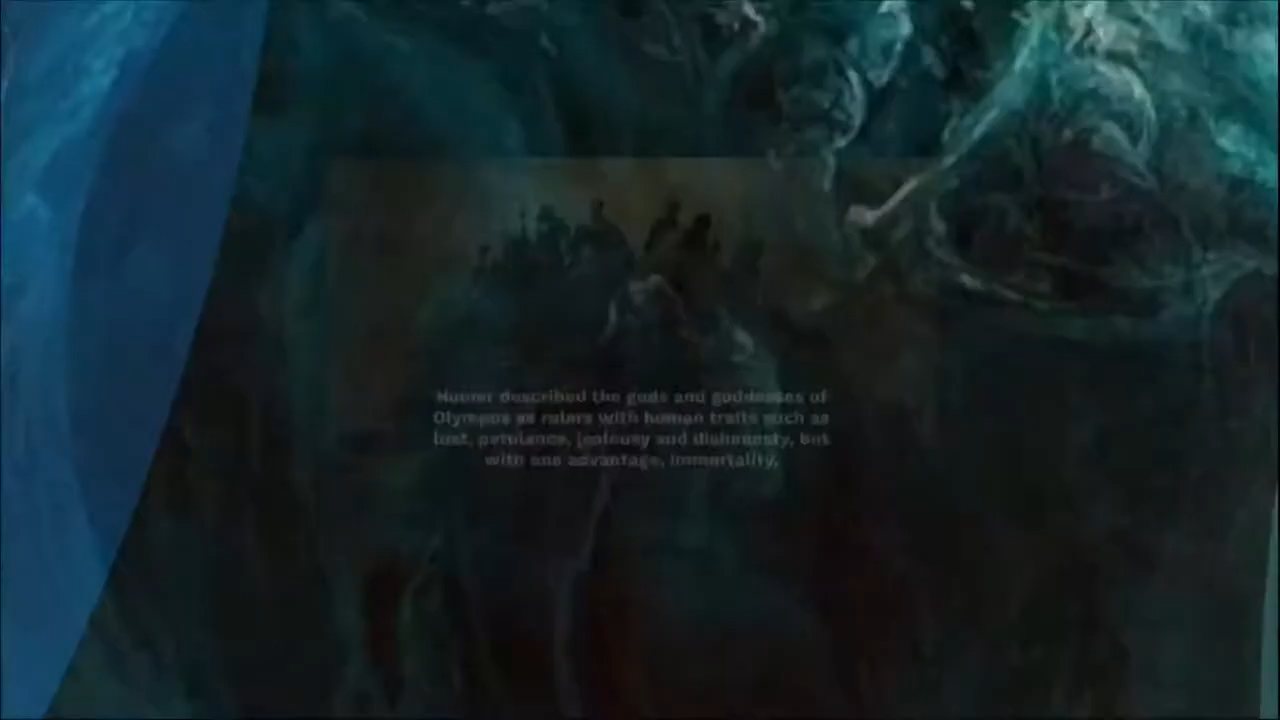 Homer described the gods and goddesses of
Olympos as rulers with human traits such as
lust, petulance, jealousy and dishonesty, but
with one advantage, immortality.